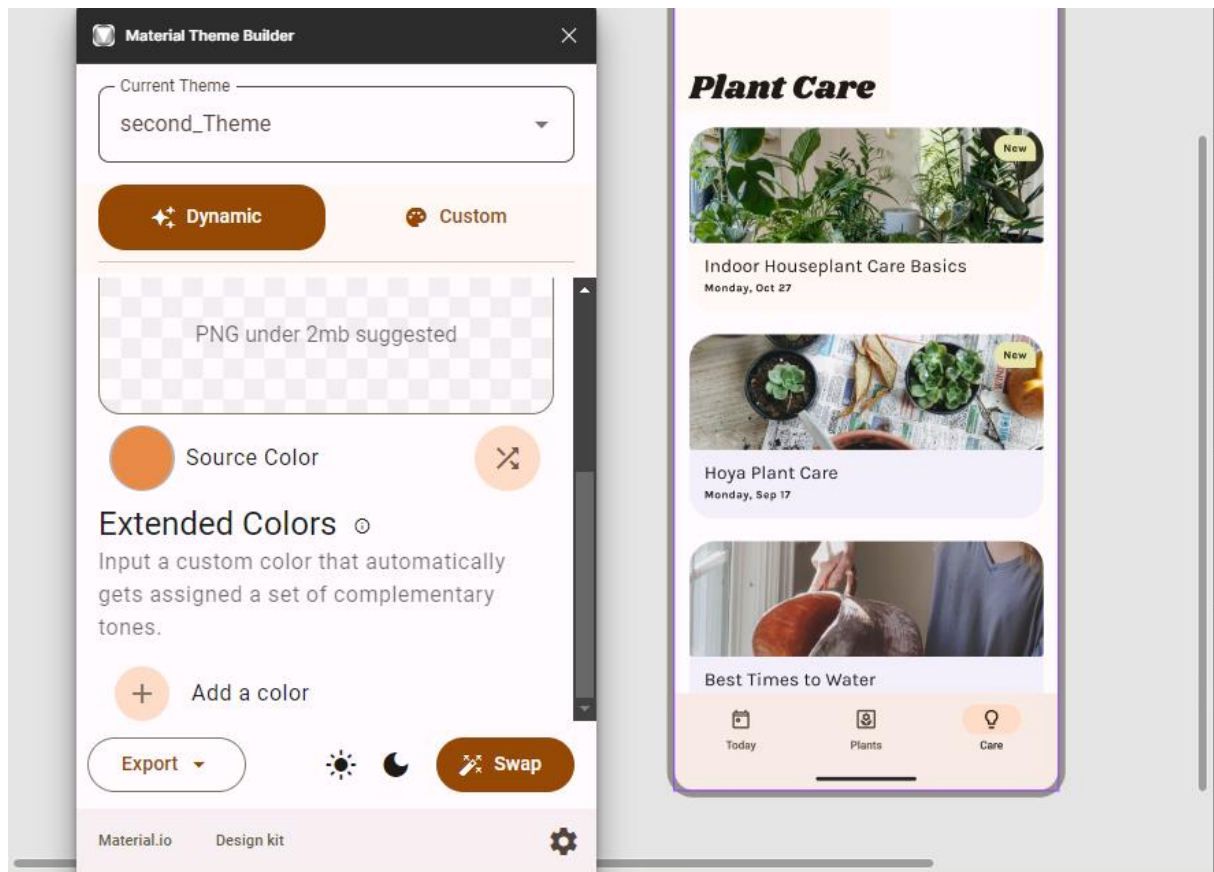 Material Theme Builder
Current Theme
second_Theme
Dynamic
Custom
PNG under 2mb suggested
Source Color
Extended Colors
Input a custom color that automatically
gets assigned a set of complementary
tones.
Add a color
Export
Swap
Material.io
Design kit
Plant Care
New
Indoor Houseplant Care Basics
Monday, Oct 27
New
Hoya Plant Care
Monday, Sep 17
Best Times to Water
Today
Plants
Care